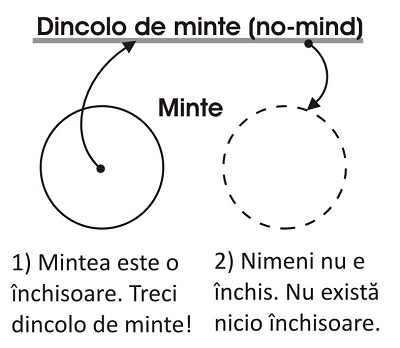 Dincolo de minte (no-mind)
Minte
1) Mintea este o
închisoare. Treci
dincolo de minte!
2) Nimeni nu e
închis. Nu există
nicio închisoare.